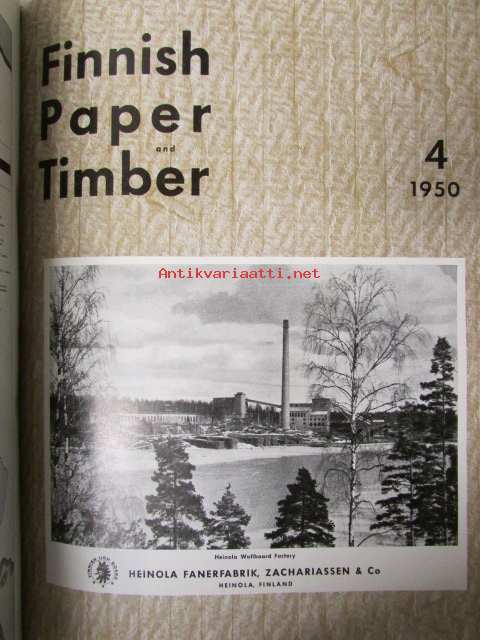 Finnish
Paper
and
Timber
4
1950
Antikvariaatti.net
Heinola Wallboard Factory
HEINOLA FANERFABRIK, ZACHARIASSEN & Co
HEINOLA, FINLAND